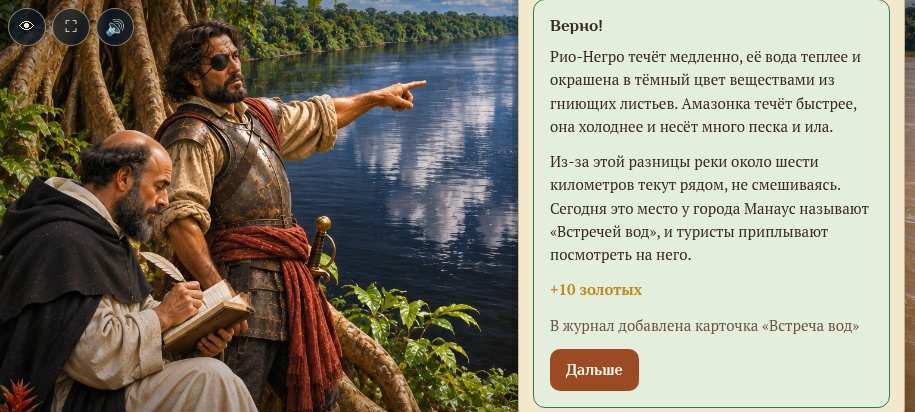 Верно!
Рио-Негро течёт медленно, её вода теплее и
окрашена в тёмный цвет веществами из
гниющих листьев. Амазонка течёт быстрее,
она холоднее и несёт много песка и ила.
Из-за этой разницы реки около шести
километров текут рядом, не смешиваясь.
Сегодня это место у города Манаус называют
«Встречей вод», и туристы приплывают
посмотреть на него.
+10 золотых
В журнал добавлена карточка «Встреча вод»
Дальше